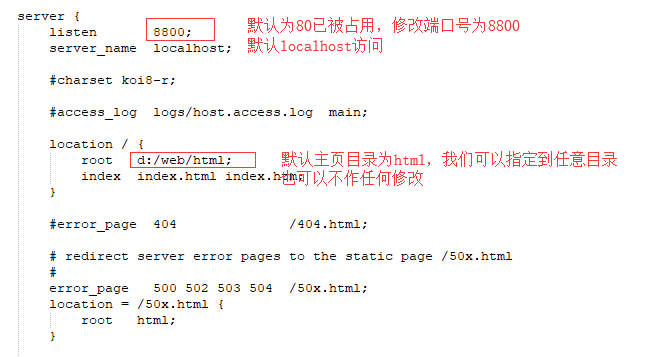 server {
listen 8800; 默认为80已被占用，修改端口号为8800
server_name localhost; 默认localhost访问
#charset koi8-r;
#access_log logs/host.access.log main;
location / {
root d:/web/html; 默认主页目录为html，我们可以指定到任意目录
index index.html index.htm; 也可以不作任何修改
}
#error_page 404 /404.html;
# redirect server error pages to the static page /50x.html
#
error_page 500 502 503 504 /50x.html;
location = /50x.html {
root html;
}